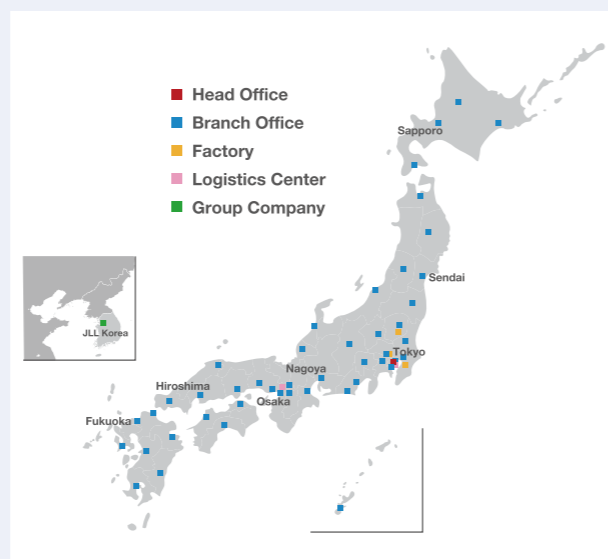 Head Office
Branch Office
Factory
Logistics Center
Group Company
Sapporo
Sendai
JLL Korea
Tokyo
Nagoya
Hiroshima
Osaka
Fukuoka